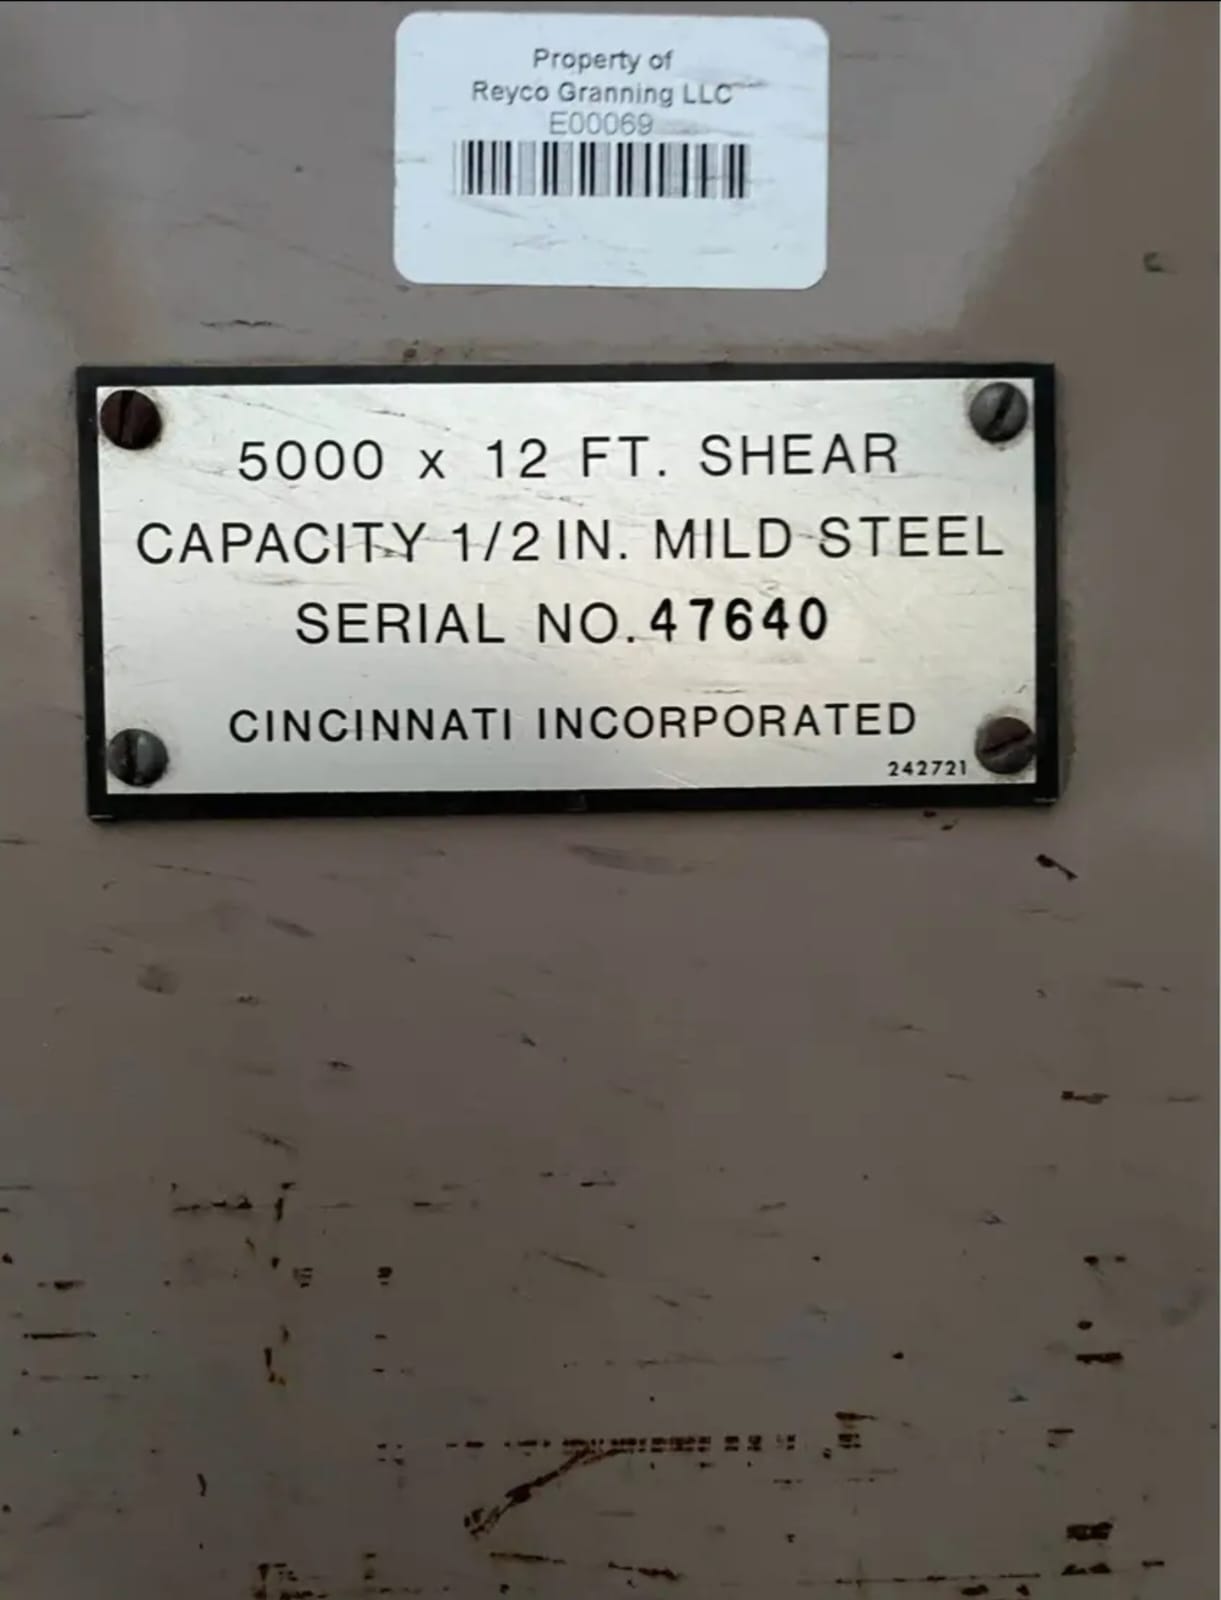 Property of
Reyco Granning LLC
E00069
5000 x 12 FT. SHEAR
CAPACITY 1/2 IN. MILD STEEL
SERIAL NO. 47640
CINCINNATI INCORPORATED
242721